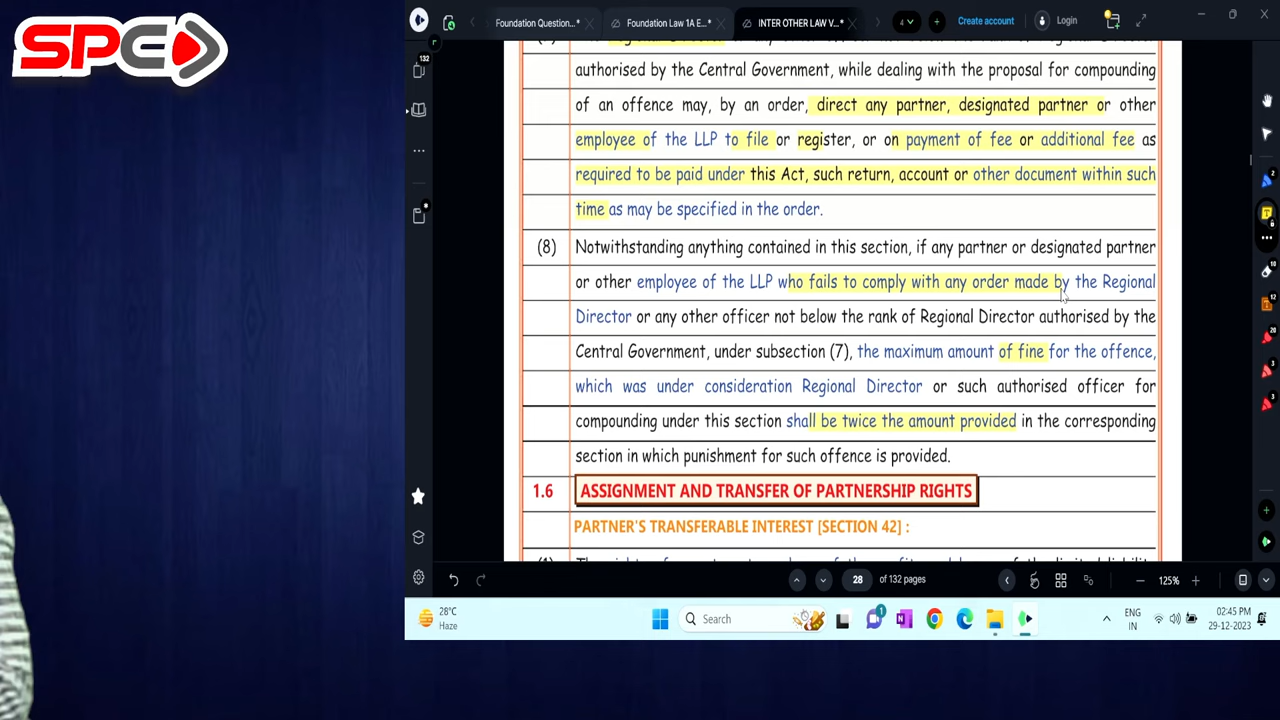 SPC
Foundation Question...*
Foundation Law 1A E...*
INTER OTHER LAW V...*
4
Create account
Login
132
authorised by the Central Government, while dealing with the proposal for compounding
of an offence may, by an order, direct any partner, designated partner or other
employee of the LLP to file or register, or on payment of fee or additional fee as
required to be paid under this Act, such return, account or other document within such
time as may be specified in the order.
(8) Notwithstanding anything contained in this section, if any partner or designated partner
or other employee of the LLP who fails to comply with any order made by the Regional
Director or any other officer not below the rank of Regional Director authorised by the
Central Government, under subsection (7), the maximum amount of fine for the offence,
which was under consideration Regional Director or such authorised officer for
compounding under this section shall be twice the amount provided in the corresponding
section in which punishment for such offence is provided.
1.6 ASSIGNMENT AND TRANSFER OF PARTNERSHIP RIGHTS
PARTNER'S TRANSFERABLE INTEREST [SECTION 42] :
28 of 132 pages
125%
28°C
Haze
Search
ENG
IN
02:45 PM
29-12-2023